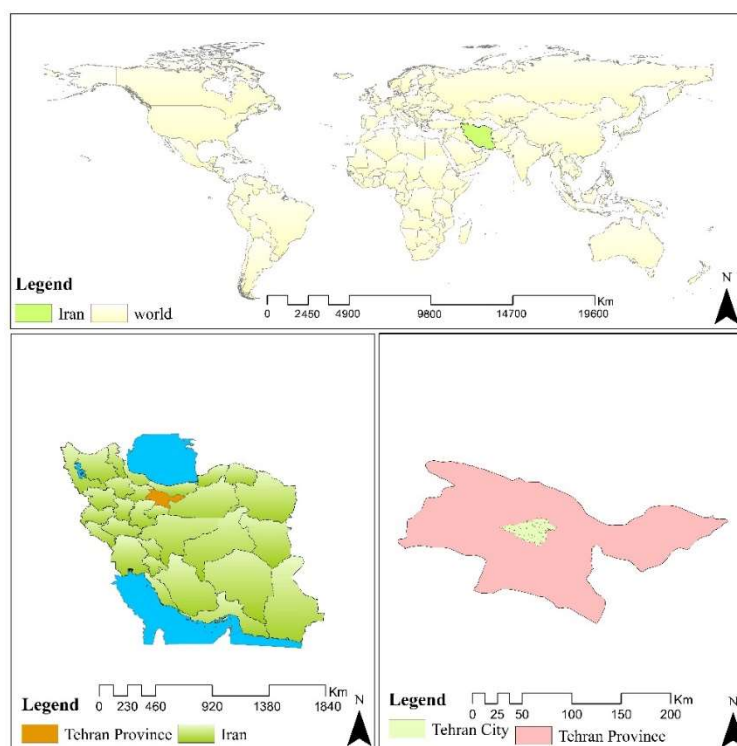 N
Legend
Iran world
Km
0 2450 4900 9800 14700 19600
Km
0 230 460 920 1380 1840
N
Legend
Tehran Province Iran
Km
0 25 50 100 150 200
N
Legend
Tehran City Tehran Province